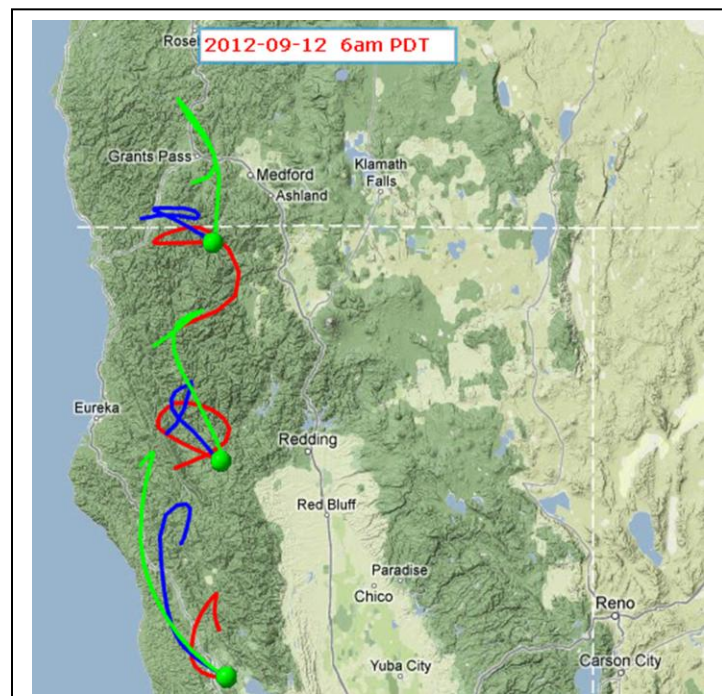 Rosel
2012-09-12 6am PDT
Grants Pass
Medford
Klamath
Falls
Ashland
Eureka
Redding
Red Bluff
Paradise
Chico
Reno
Yuba City
Carson City